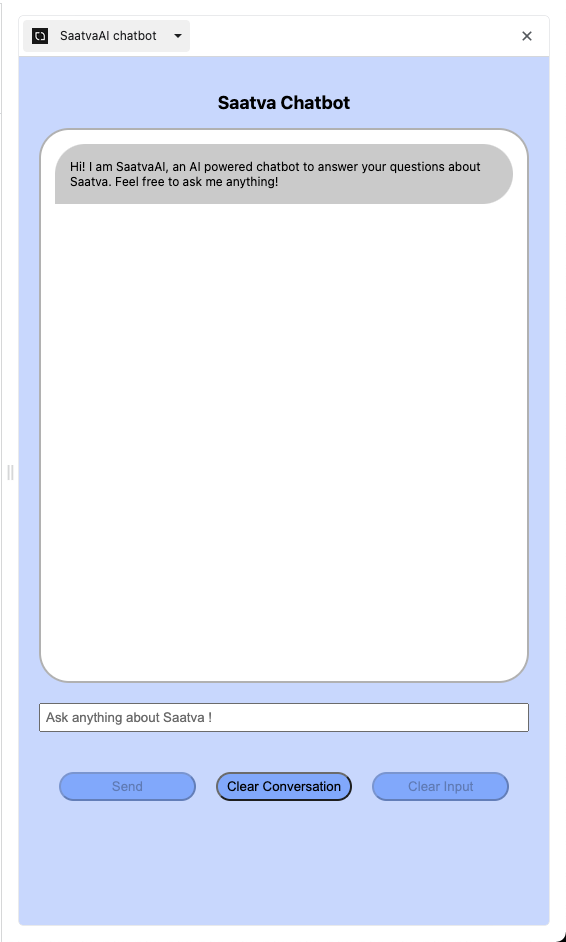 SaatvaAI chatbot
Saatva Chatbot
Hi! I am SaatvaAI, an AI powered chatbot to answer your questions about
Saatva. Feel free to ask me anything!
Ask anything about Saatva !
Send
Clear Conversation
Clear Input